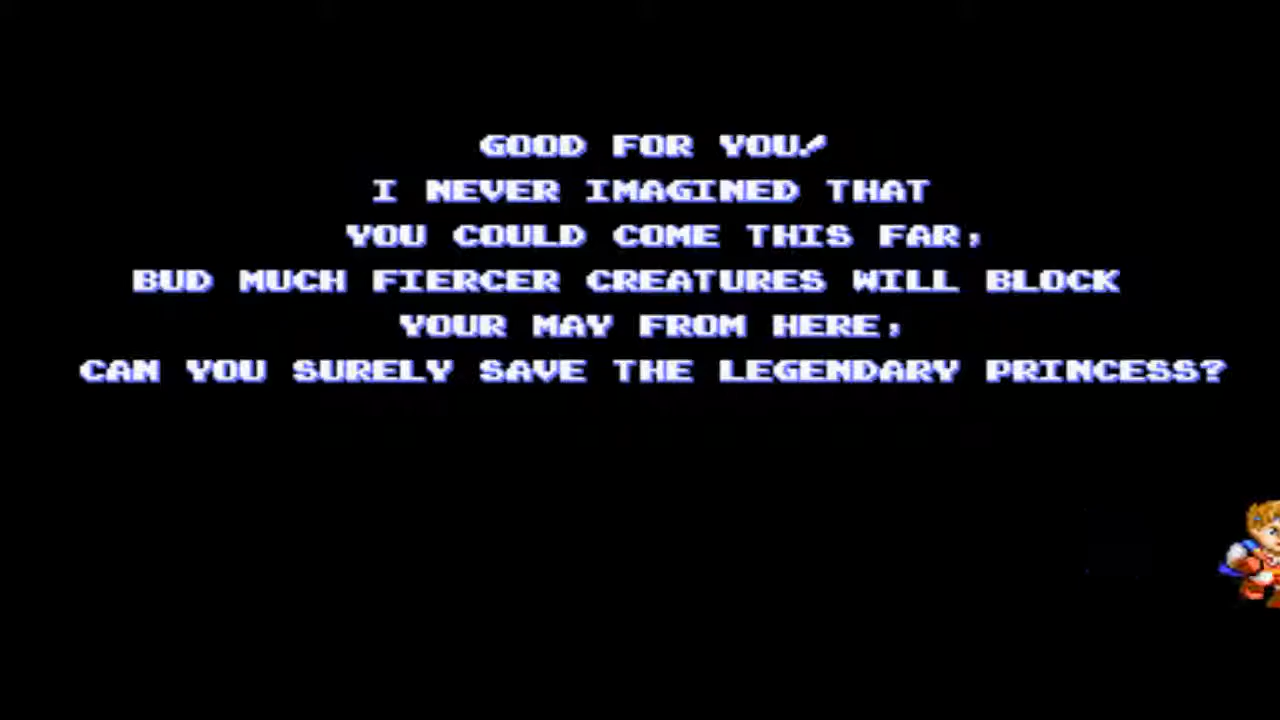 GOOD FOR YOU!
I NEVER IMAGINED THAT
YOU COULD COME THIS FAR,
BUD MUCH FIERCER CREATURES WILL BLOCK
YOUR MAY FROM HERE,
CAN YOU SURELY SAVE THE LEGENDARY PRINCESS?